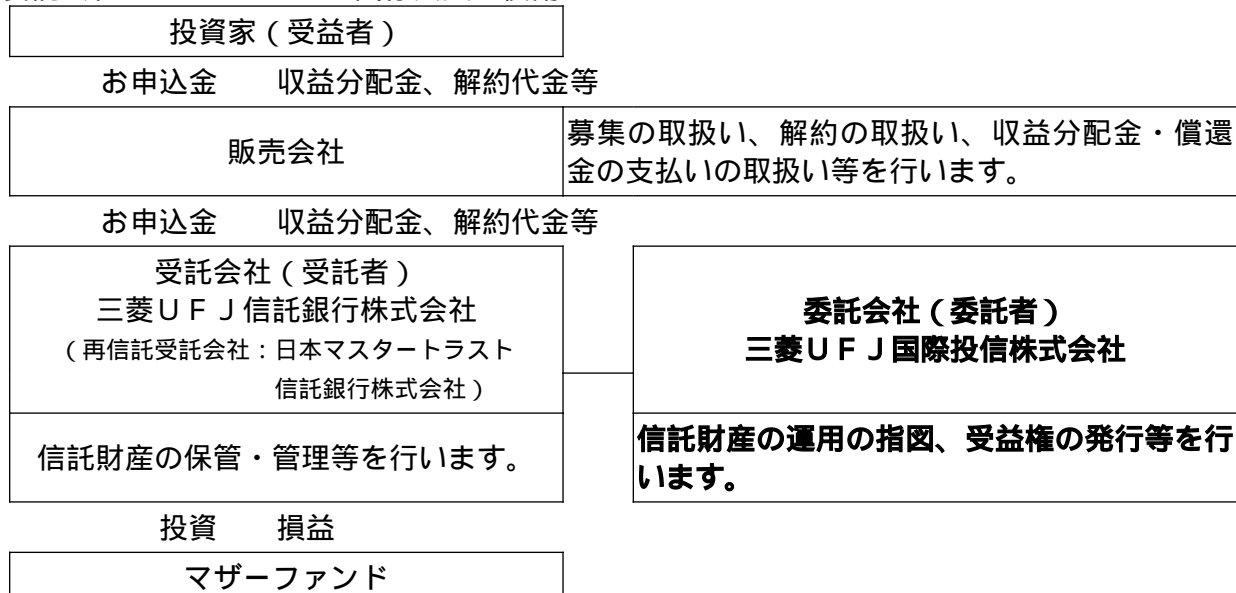 投資家(受益者)
お申込金 収益分配金、解約代金等
販売会社
募集の取扱い、解約の取扱い、収益分配金・償還
金の支払いの取扱い等を行います。
お申込金 収益分配金、解約代金等
受託会社(受託者)
三菱UFJ信託銀行株式会社
(再信託受託会社:日本マスタートラスト
信託銀行株式会社)
委託会社(委託者)
三菱UFJ国際投信株式会社
信託財産の保管・管理等を行います。
信託財産の運用の指図、受益権の発行等を行
います。
投資 損益
マザーファンド